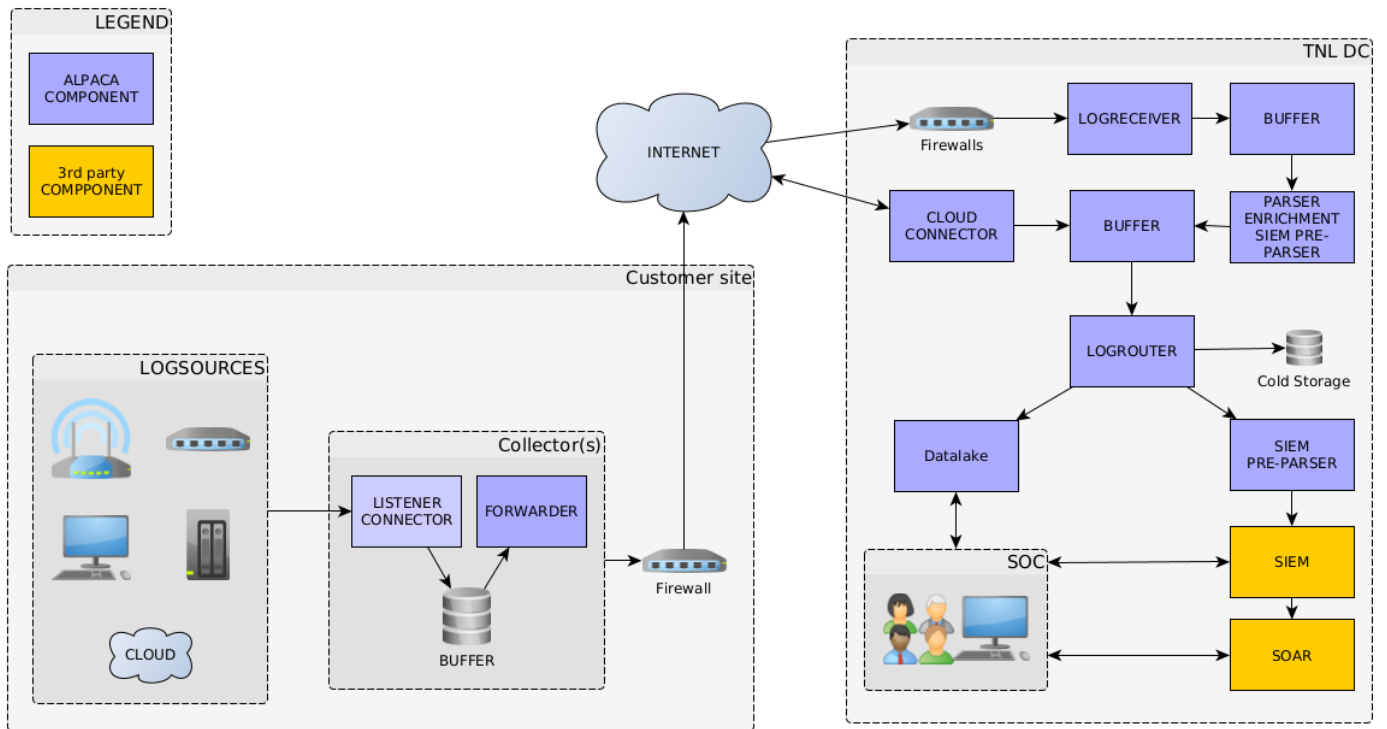 LEGEND
ALPACA
COMPONENT
3rd party
COMPPONENT
Customer site
LOGSOURCES
CLOUD
Collector(s)
LISTENER
CONNECTOR
FORWARDER
BUFFER
Firewall
INTERNET
TNL DC
Firewalls
LOGRECEIVER
BUFFER
CLOUD
CONNECTOR
BUFFER
PARSER
ENRICHMENT
SIEM PRE-
PARSER
LOGROUTER
Cold Storage
Datalake
SIEM
PRE-PARSER
SOC
SIEM
SOAR